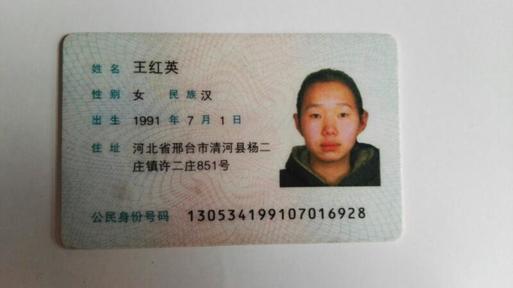 姓名 王红英
性别 女 民族 汉
出生 1991 年 7 月 1 日
住址 河北省邢台市清河县杨二
庄镇许二庄851号
公民身份号码 130534199107016928